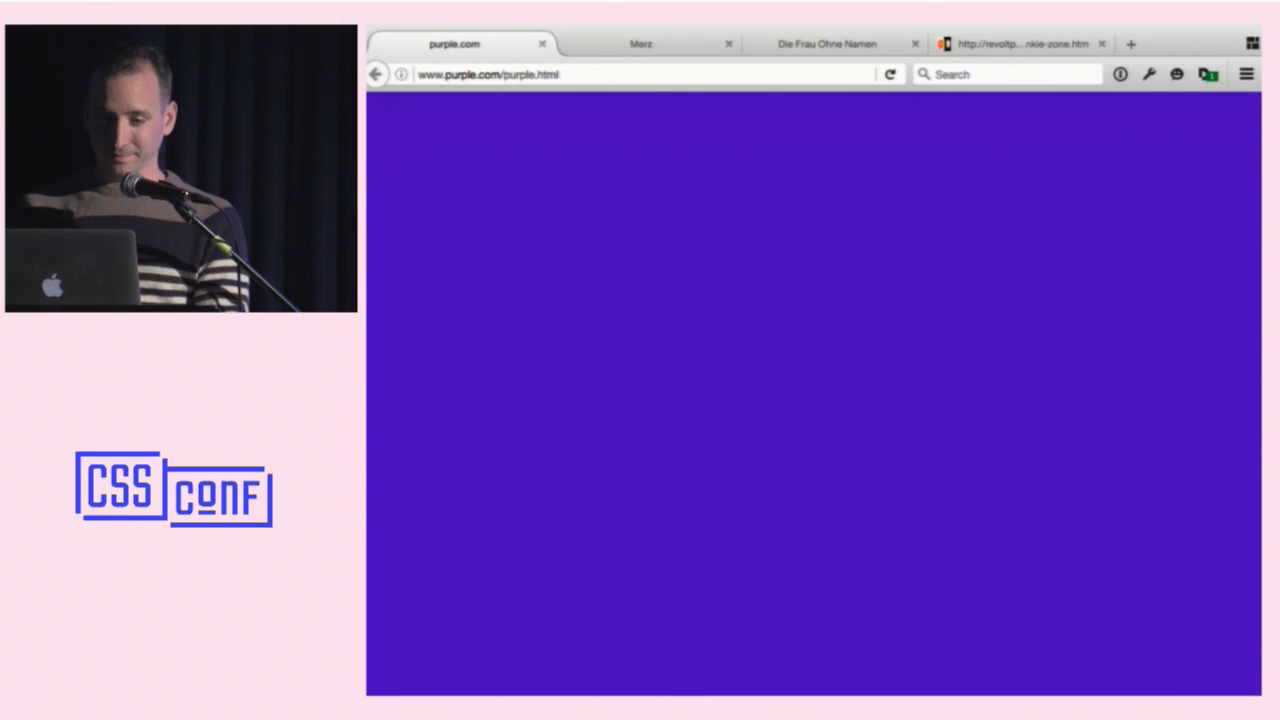 purple.com
Merz
Die Frau Ohne Namen
http://revoltp...nkie-zone.htm
www.purple.com/purple.html
Search
1
CSS
CONF